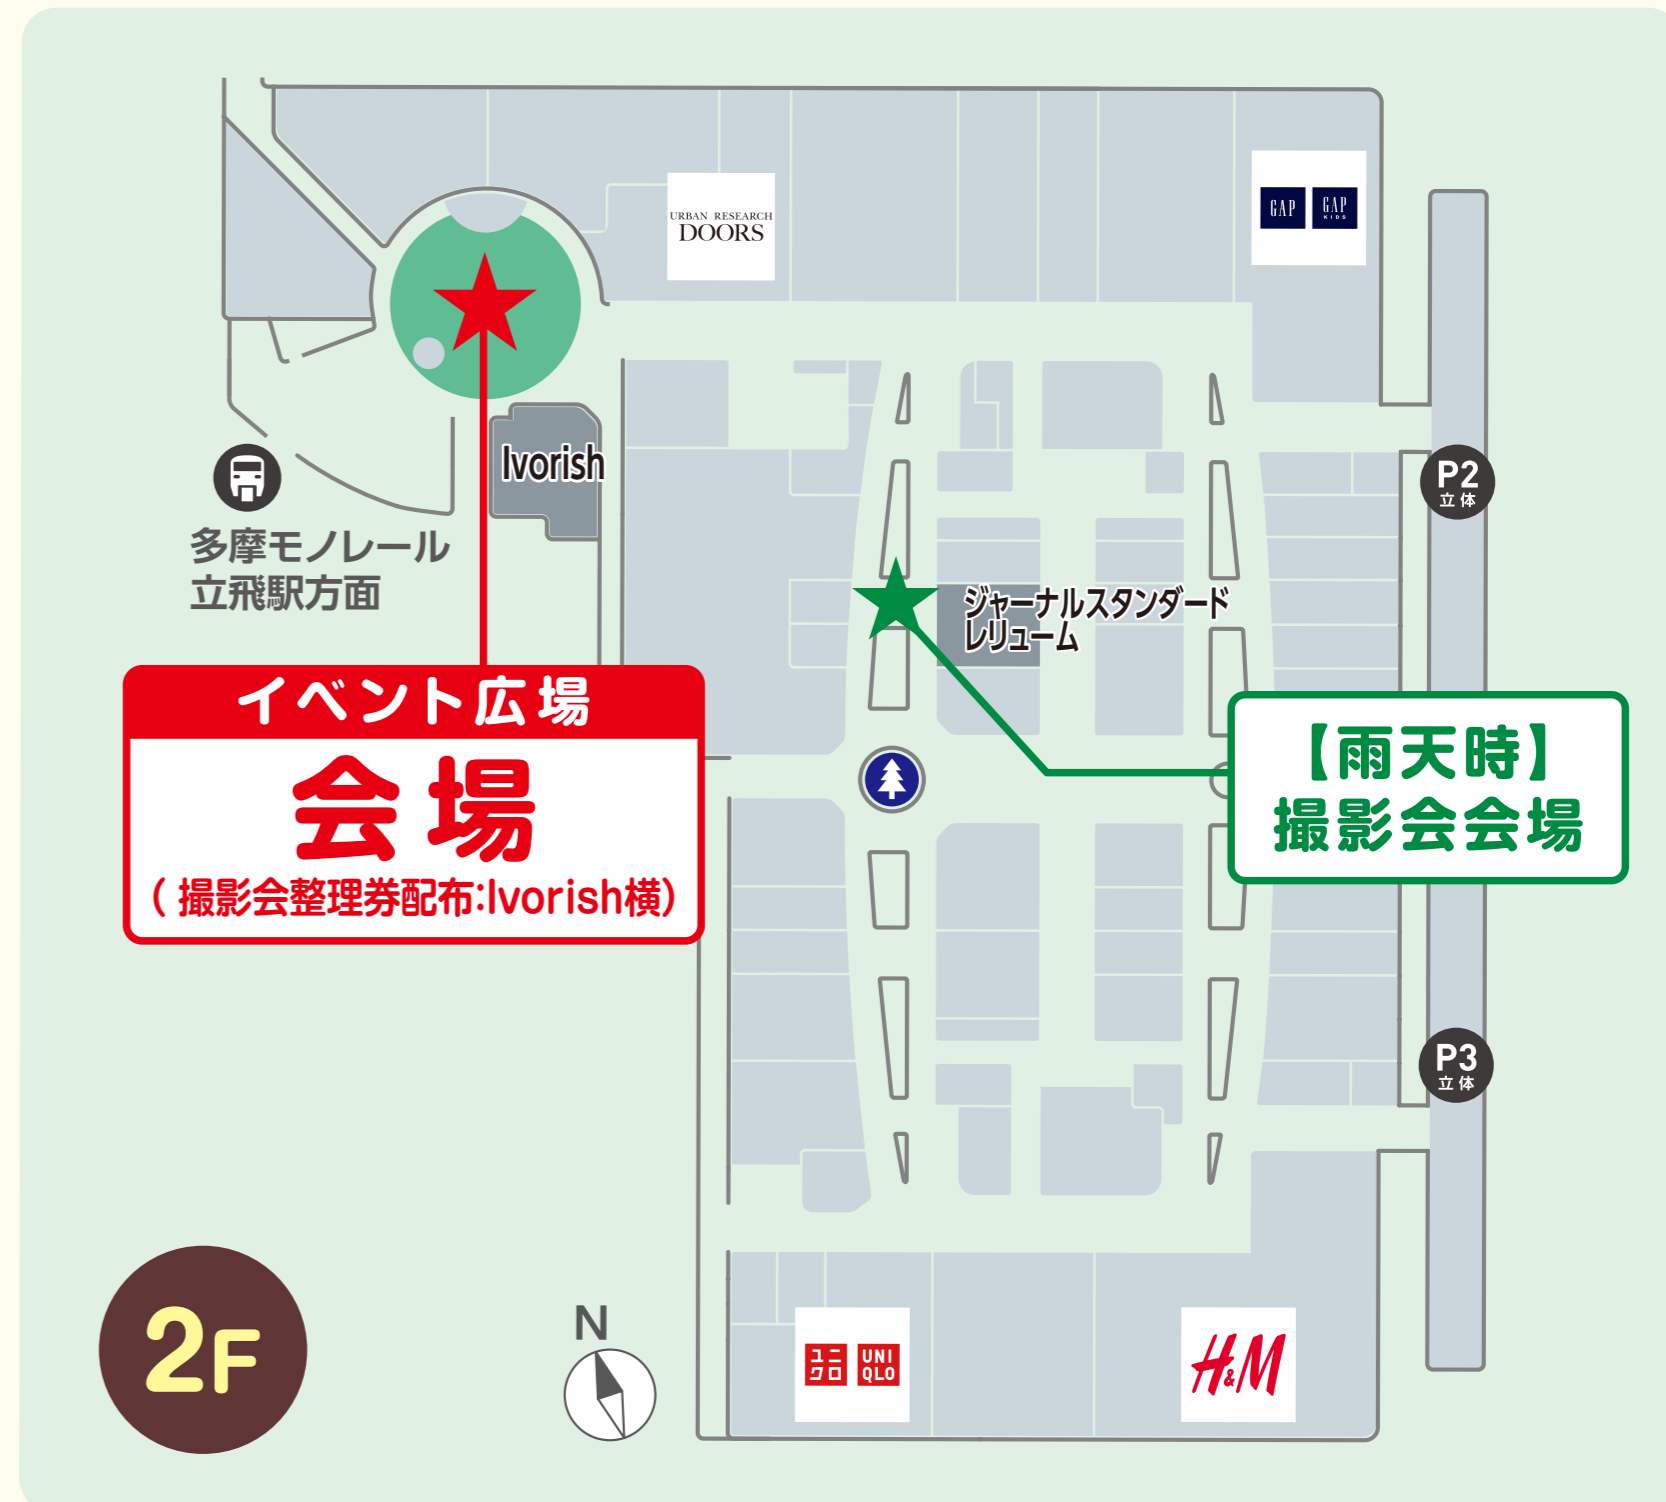 URBAN RESEARCH
DOORS
GAP
GAP
KIDS
Ivorish
P2
立体
多摩モノレール
立飛駅方面
ジャーナルスタンダード
レリューム
イベント広場
会場
(撮影会整理券配布:Ivorish横)
【雨天時】
撮影会会場
P3
立体
2F
N
ユニ
クロ
UNI
QLO
H&M